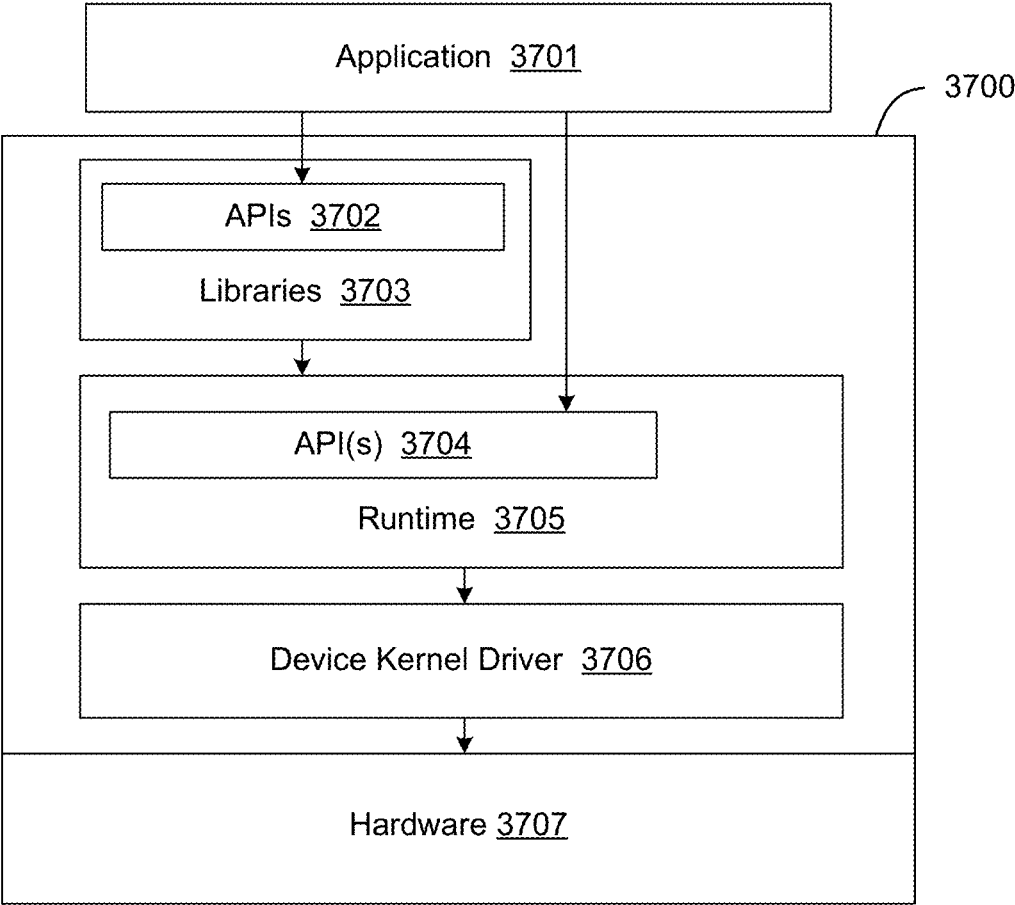 Application 3701
3700
APIs 3702
Libraries 3703
API(s) 3704
Runtime 3705
Device Kernel Driver 3706
Hardware 3707